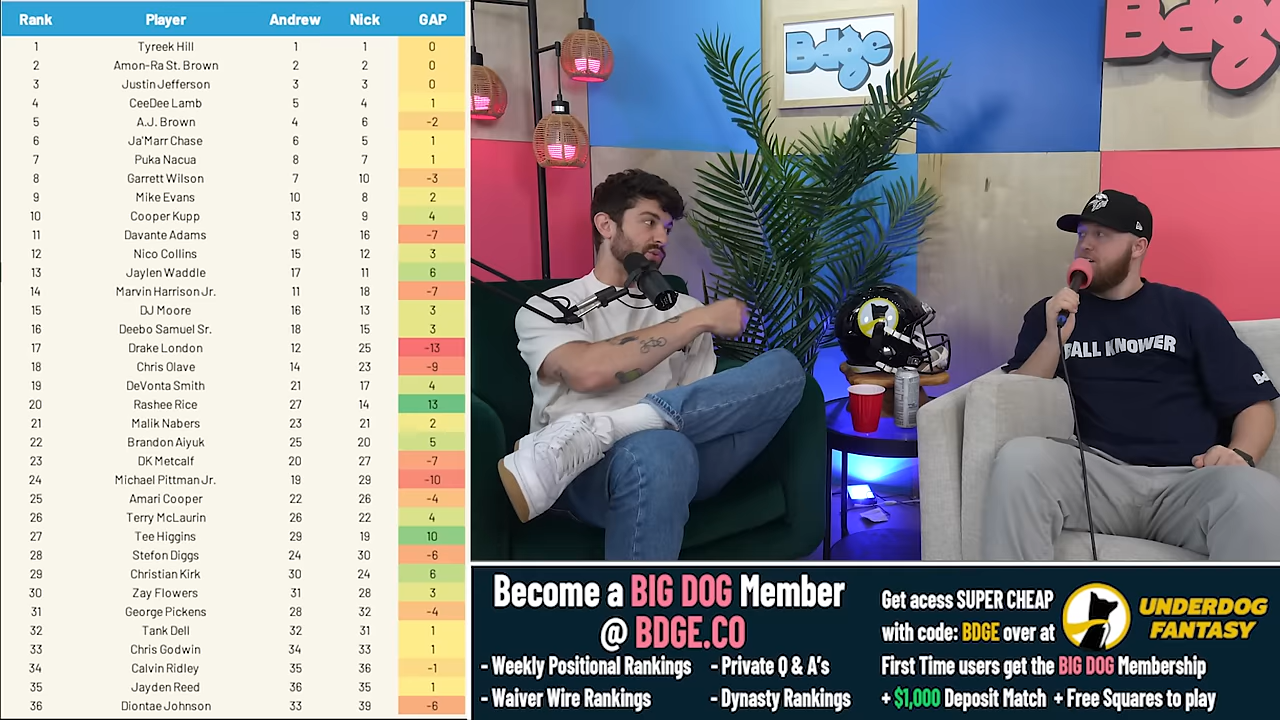 Rank Player Andrew Nick GAP
1 Tyreek Hill 1 1 0
2 Amon-Ra St. Brown 2 2 0
3 Justin Jefferson 3 3 0
4 CeeDee Lamb 5 4 1
5 A.J. Brown 4 6 -2
6 Ja'Marr Chase 6 5 1
7 Puka Nacua 8 7 1
8 Garrett Wilson 7 10 -3
9 Mike Evans 10 8 2
10 Cooper Kupp 13 9 4
11 Davante Adams 9 16 -7
12 Nico Collins 15 12 3
13 Jaylen Waddle 17 11 6
14 Marvin Harrison Jr. 11 18 -7
15 DJ Moore 16 13 3
16 Deebo Samuel Sr. 18 15 3
17 Drake London 12 25 -13
18 Chris Olave 14 23 -9
19 DeVonta Smith 21 17 4
20 Rashee Rice 27 14 13
21 Malik Nabers 23 21 2
22 Brandon Aiyuk 25 20 5
23 DK Metcalf 20 27 -7
24 Michael Pittman Jr. 19 29 -10
25 Amari Cooper 22 26 -4
26 Terry McLaurin 26 22 4
27 Tee Higgins 29 19 10
28 Stefon Diggs 24 30 -6
29 Christian Kirk 30 24 6
30 Zay Flowers 31 28 3
31 George Pickens 28 32 -4
32 Tank Dell 32 31 1
33 Chris Godwin 34 33 1
34 Calvin Ridley 35 36 -1
35 Jayden Reed 36 35 1
36 Diontae Johnson 33 39 -6
Bdge
Bdge
BALL KNOWER
Become a BIG DOG Member
@ BDGE.CO
- Weekly Positional Rankings - Private Q & A's
- Waiver Wire Rankings - Dynasty Rankings
Get acess SUPER CHEAP
with code: BDGE over at
UNDERDOG
FANTASY
First Time users get the BIG DOG Membership
+ $1,000 Deposit Match + Free Squares to play